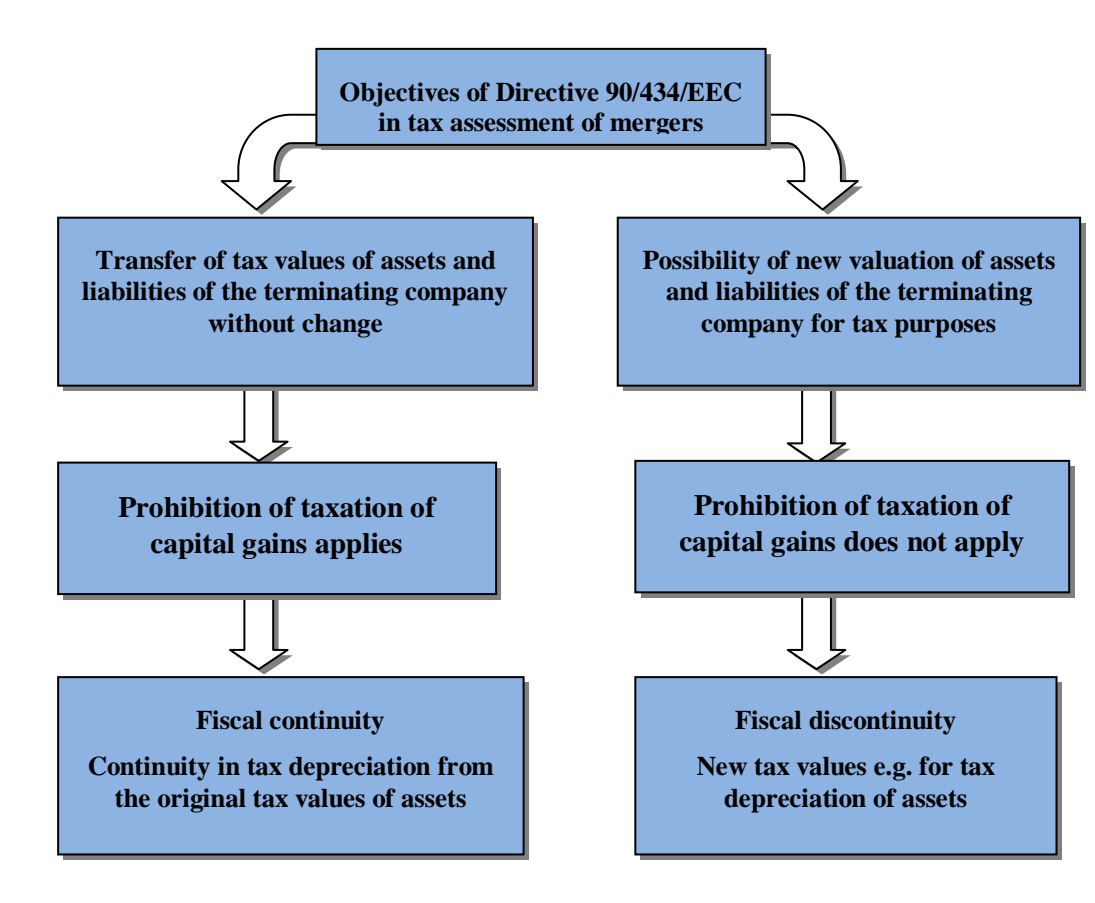 Objectives of Directive 90/434/EEC
in tax assessment of mergers
Transfer of tax values of assets and
liabilities of the terminating company
without change
Possibility of new valuation of assets
and liabilities of the terminating
company for tax purposes
Prohibition of taxation of
capital gains applies
Prohibition of taxation of
capital gains does not apply
Fiscal continuity
Continuity in tax depreciation from
the original tax values of assets
Fiscal discontinuity
New tax values e.g. for tax
depreciation of assets